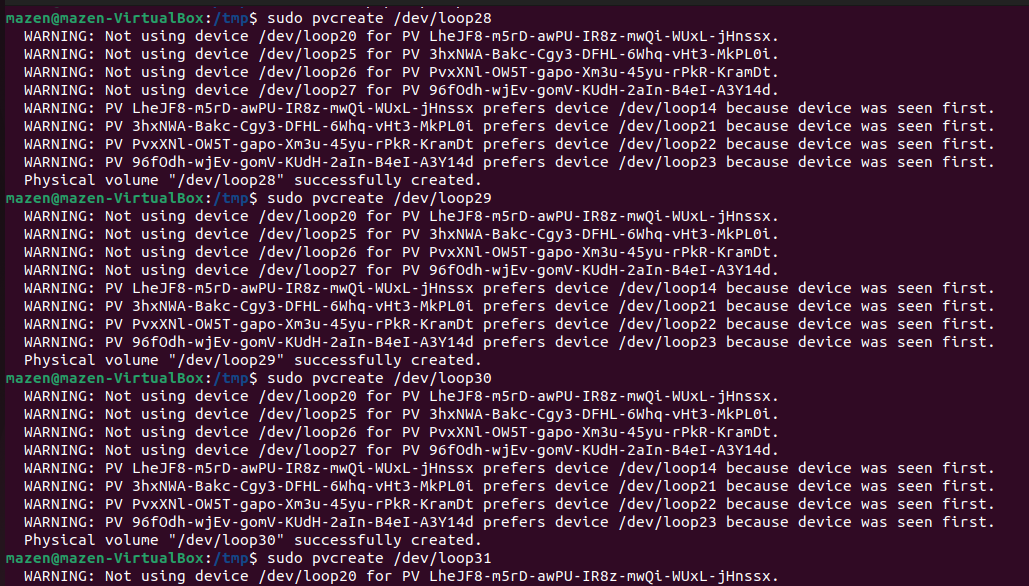 mazen@mazen-VirtualBox:/tmp$ sudo pvcreate /dev/loop28
  WARNING: Not using device /dev/loop20 for PV LheJF8-m5rD-awPU-IR8z-mwQi-WUxL-jHnssx.
  WARNING: Not using device /dev/loop25 for PV 3hxNWA-Bakc-Cgy3-DFHL-6Whq-vHt3-MkPL0i.
  WARNING: Not using device /dev/loop26 for PV PvxXNl-OW5T-gapo-Xm3u-45yu-rPkR-KramDt.
  WARNING: Not using device /dev/loop27 for PV 96fOdh-wjEv-gomV-KUdH-2aIn-B4eI-A3Y14d.
  WARNING: PV LheJF8-m5rD-awPU-IR8z-mwQi-WUxL-jHnssx prefers device /dev/loop14 because device was seen first.
  WARNING: PV 3hxNWA-Bakc-Cgy3-DFHL-6Whq-vHt3-MkPL0i prefers device /dev/loop21 because device was seen first.
  WARNING: PV PvxXNl-OW5T-gapo-Xm3u-45yu-rPkR-KramDt prefers device /dev/loop22 because device was seen first.
  WARNING: PV 96fOdh-wjEv-gomV-KUdH-2aIn-B4eI-A3Y14d prefers device /dev/loop23 because device was seen first.
  Physical volume "/dev/loop28" successfully created.
mazen@mazen-VirtualBox:/tmp$ sudo pvcreate /dev/loop29
  WARNING: Not using device /dev/loop20 for PV LheJF8-m5rD-awPU-IR8z-mwQi-WUxL-jHnssx.
  WARNING: Not using device /dev/loop25 for PV 3hxNWA-Bakc-Cgy3-DFHL-6Whq-vHt3-MkPL0i.
  WARNING: Not using device /dev/loop26 for PV PvxXNl-OW5T-gapo-Xm3u-45yu-rPkR-KramDt.
  WARNING: Not using device /dev/loop27 for PV 96fOdh-wjEv-gomV-KUdH-2aIn-B4eI-A3Y14d.
  WARNING: PV LheJF8-m5rD-awPU-IR8z-mwQi-WUxL-jHnssx prefers device /dev/loop14 because device was seen first.
  WARNING: PV 3hxNWA-Bakc-Cgy3-DFHL-6Whq-vHt3-MkPL0i prefers device /dev/loop21 because device was seen first.
  WARNING: PV PvxXNl-OW5T-gapo-Xm3u-45yu-rPkR-KramDt prefers device /dev/loop22 because device was seen first.
  WARNING: PV 96fOdh-wjEv-gomV-KUdH-2aIn-B4eI-A3Y14d prefers device /dev/loop23 because device was seen first.
  Physical volume "/dev/loop29" successfully created.
mazen@mazen-VirtualBox:/tmp$ sudo pvcreate /dev/loop30
  WARNING: Not using device /dev/loop20 for PV LheJF8-m5rD-awPU-IR8z-mwQi-WUxL-jHnssx.
  WARNING: Not using device /dev/loop25 for PV 3hxNWA-Bakc-Cgy3-DFHL-6Whq-vHt3-MkPL0i.
  WARNING: Not using device /dev/loop26 for PV PvxXNl-OW5T-gapo-Xm3u-45yu-rPkR-KramDt.
  WARNING: Not using device /dev/loop27 for PV 96fOdh-wjEv-gomV-KUdH-2aIn-B4eI-A3Y14d.
  WARNING: PV LheJF8-m5rD-awPU-IR8z-mwQi-WUxL-jHnssx prefers device /dev/loop14 because device was seen first.
  WARNING: PV 3hxNWA-Bakc-Cgy3-DFHL-6Whq-vHt3-MkPL0i prefers device /dev/loop21 because device was seen first.
  WARNING: PV PvxXNl-OW5T-gapo-Xm3u-45yu-rPkR-KramDt prefers device /dev/loop22 because device was seen first.
  WARNING: PV 96fOdh-wjEv-gomV-KUdH-2aIn-B4eI-A3Y14d prefers device /dev/loop23 because device was seen first.
  Physical volume "/dev/loop30" successfully created.
mazen@mazen-VirtualBox:/tmp$ sudo pvcreate /dev/loop31
  WARNING: Not using device /dev/loop20 for PV LheJF8-m5rD-awPU-IR8z-mwQi-WUxL-jHnssx.